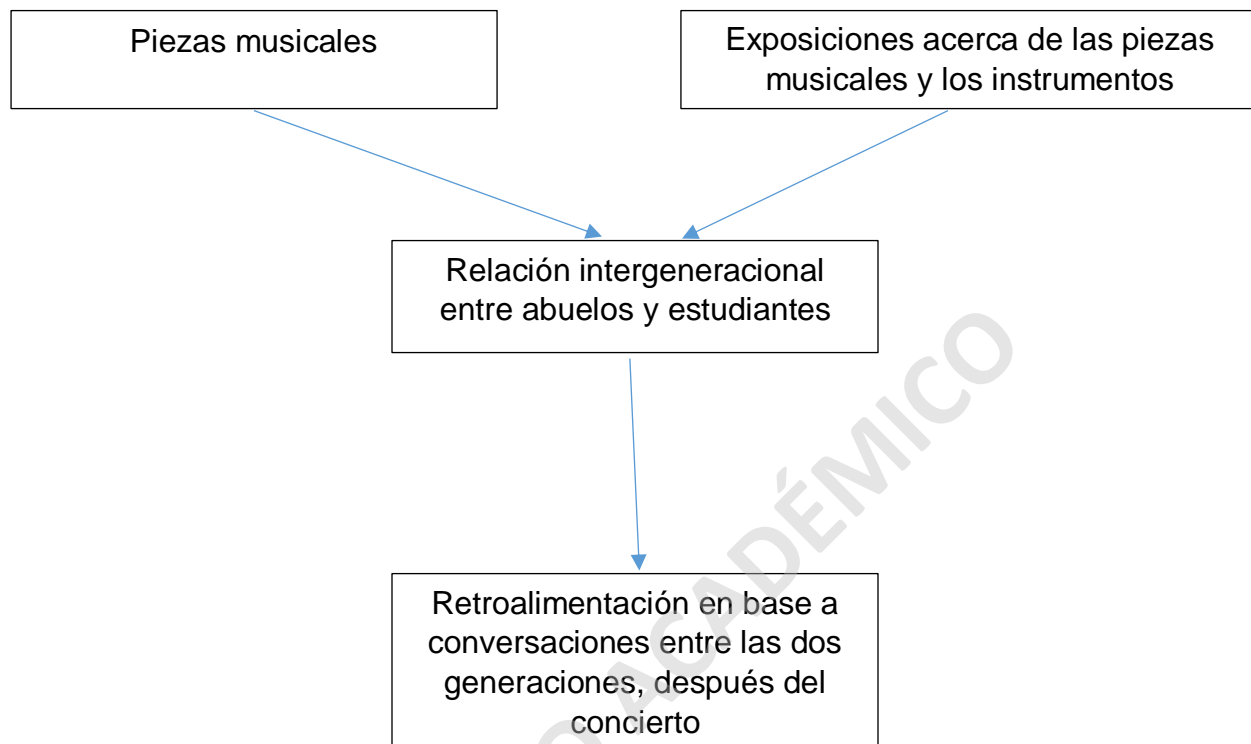 Piezas musicales
Exposiciones acerca de las piezas
musicales y los instrumentos
Relación intergeneracional
entre abuelos y estudiantes
Retroalimentación en base a
conversaciones entre las dos
generaciones, después del
concierto
ACADÉMICO